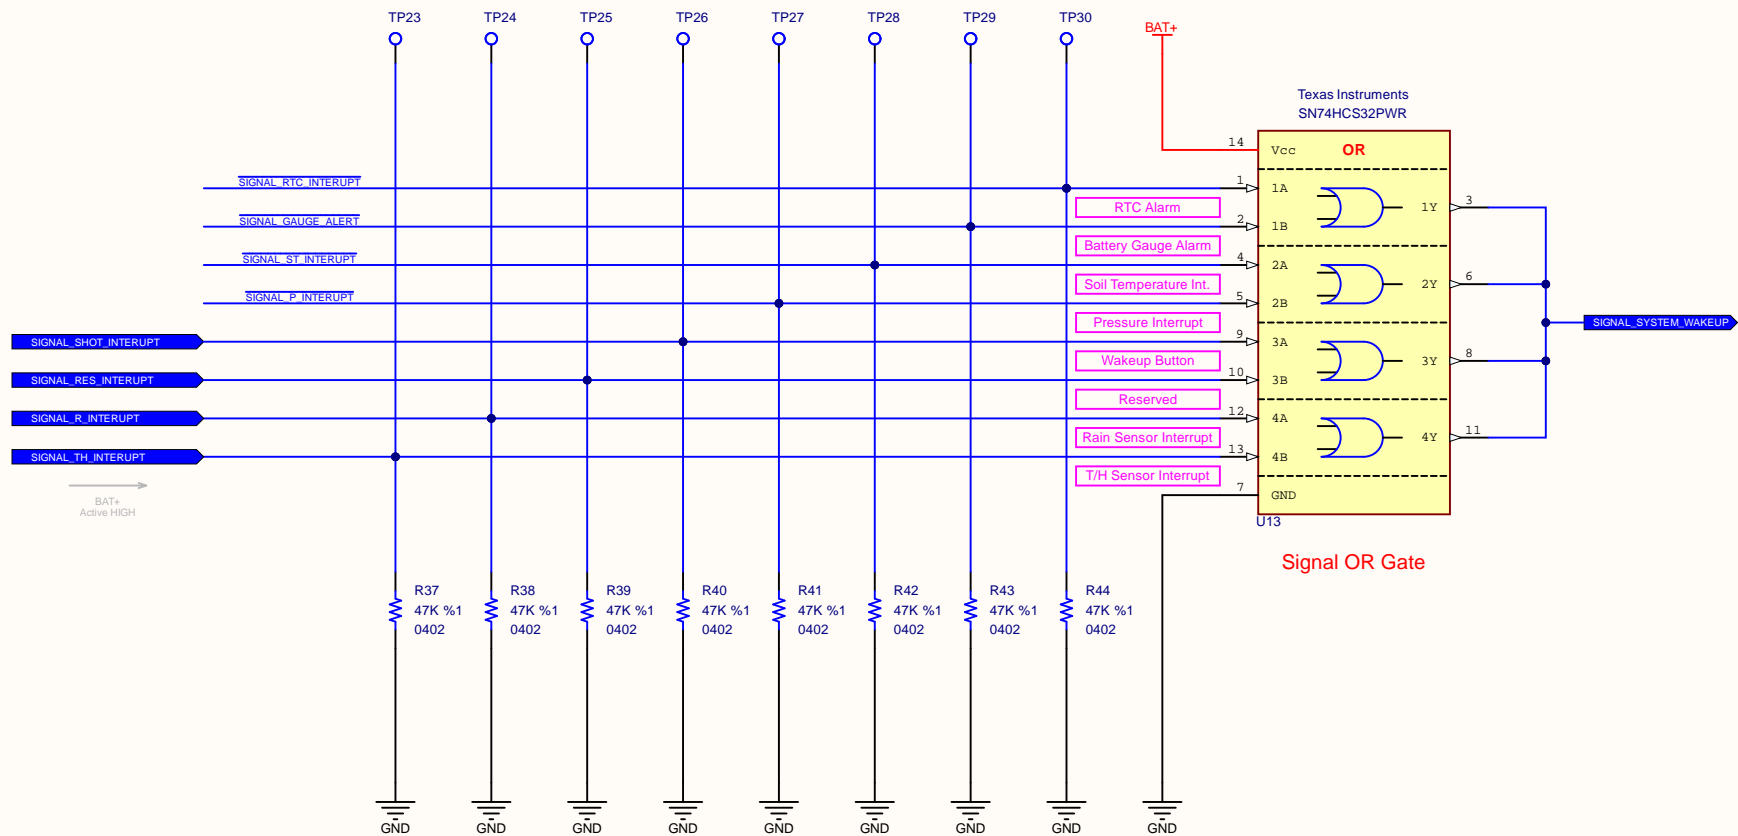 TP23
TP24
TP25
TP26
TP27
TP28
TP29
TP30
BAT+
Texas Instruments
SN74HCS32PWR
14
Vcc
OR
SIGNAL_RTC_INTERUPT
1
1A
RTC Alarm
1Y
3
SIGNAL_GAUGE_ALERT
2
1B
Battery Gauge Alarm
SIGNAL_ST_INTERUPT
4
2A
Soil Temperature Int.
2Y
6
SIGNAL_P_INTERUPT
5
2B
Pressure Interrupt
SIGNAL_SYSTEM_WAKEUP
SIGNAL_SHOT_INTERUPT
9
3A
Wakeup Button
3Y
8
SIGNAL_RES_INTERUPT
10
3B
Reserved
SIGNAL_R_INTERUPT
12
4A
Rain Sensor Interrupt
4Y
11
SIGNAL_TH_INTERUPT
13
4B
T/H Sensor Interrupt
7
GND
BAT+
Active HIGH
U13
Signal OR Gate
R37
47K %1
0402
R38
47K %1
0402
R39
47K %1
0402
R40
47K %1
0402
R41
47K %1
0402
R42
47K %1
0402
R43
47K %1
0402
R44
47K %1
0402
GND
GND
GND
GND
GND
GND
GND
GND
GND